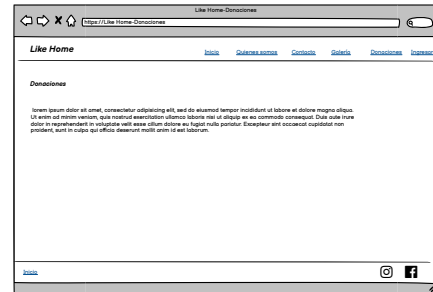 Like Home-Donaciones
https://Like Home-Donaciones
Like Home
Inicio Quienes somos Contacto Galería Donaciones Ingresar
Donaciones
lorem ipsum dolor sit amet, consectetur adipisicing elit, sed do eiusmod tempor incididunt ut labore et dolore magna aliqua.
Ut enim ad minim veniam, quis nostrud exercitation ullamco laboris nisi ut aliquip ex ea commodo consequat. Duis aute irure
dolor in reprehenderit in voluptate velit esse cillum dolore eu fugiat nulla pariatur. Excepteur sint occaecat cupidatat non
proident, sunt in culpa qui officia deserunt mollit anim id est laborum.
Inicio